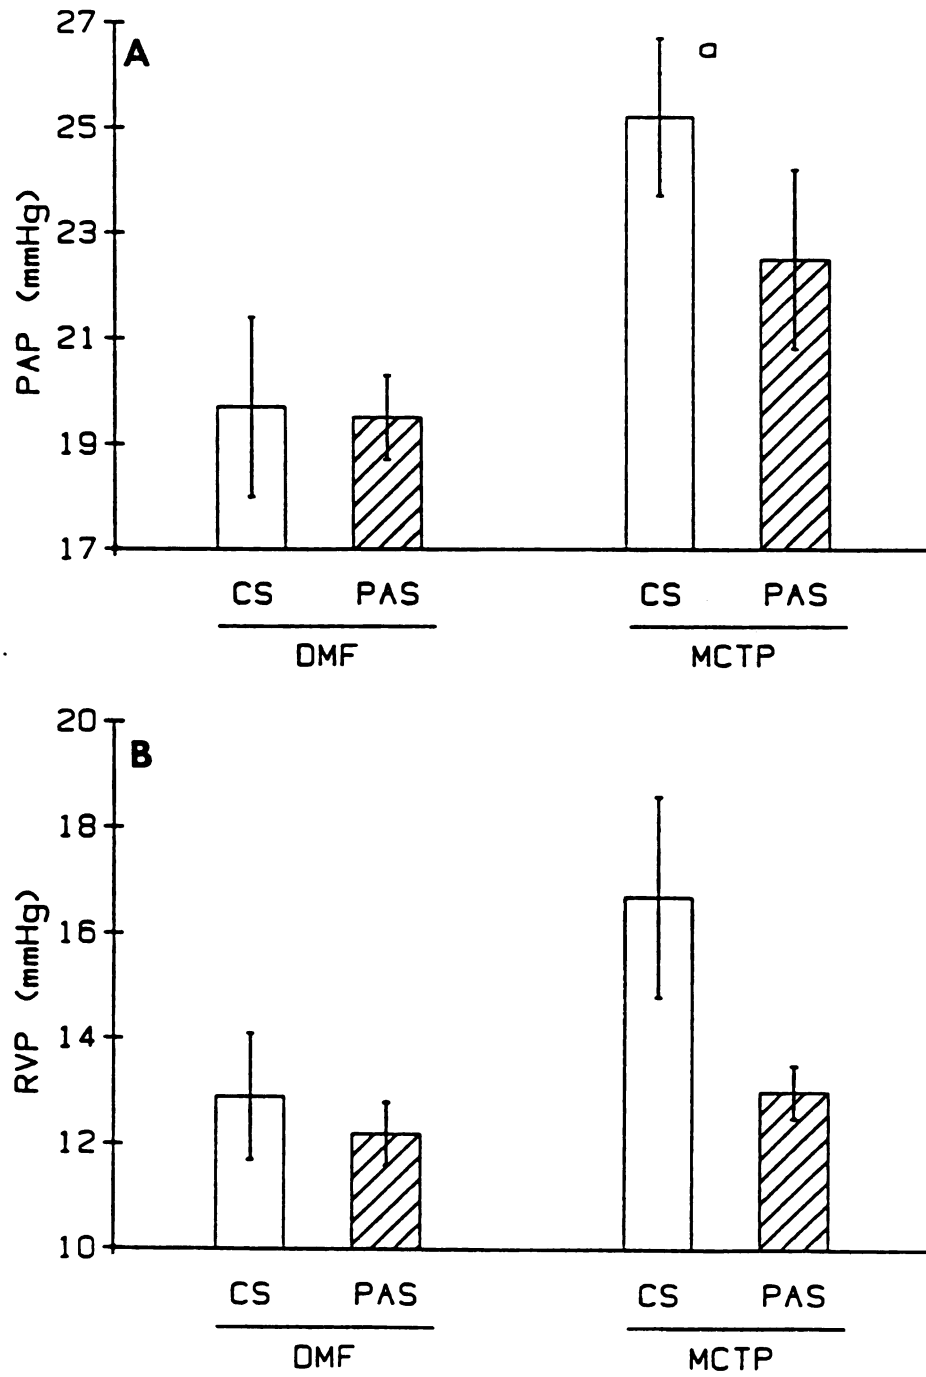 A
a
PAP (mmHg)
27
25
23
21
19
17
CS PAS CS PAS
DMF MCTP
B
RVP (mmHg)
20
18
16
14
12
10
CS PAS CS PAS
DMF MCTP